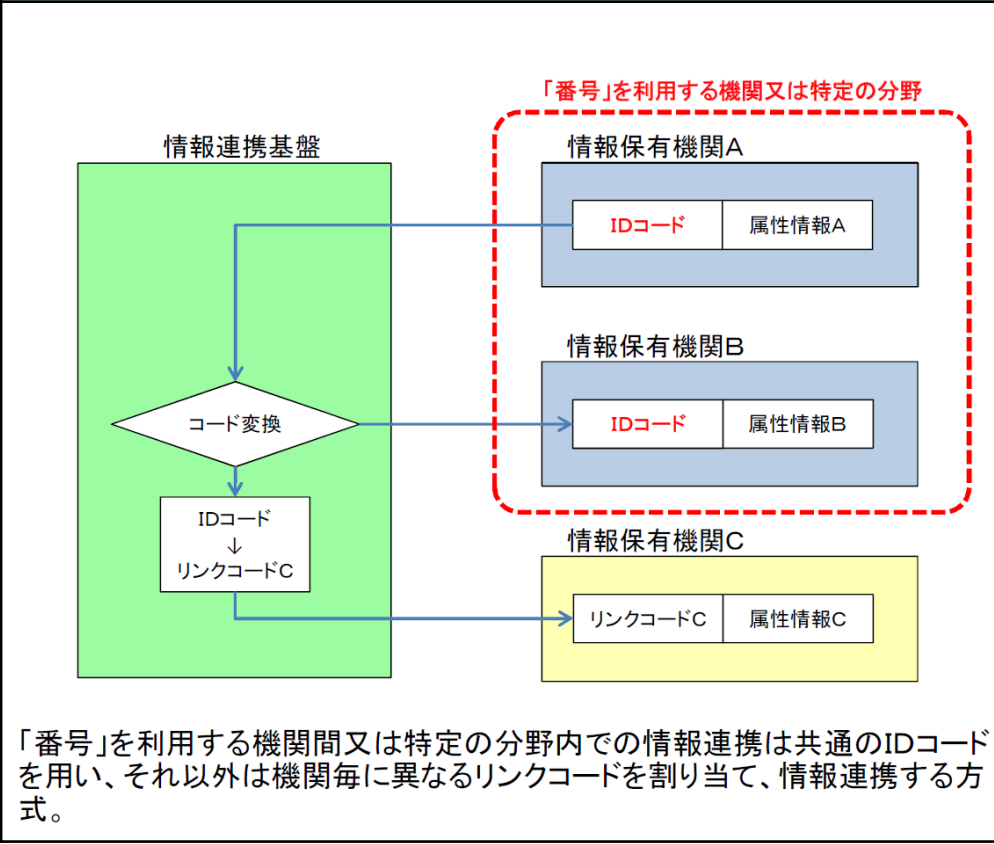 「番号」を利用する機関又は特定の分野
情報連携基盤
情報保有機関A
IDコード
属性情報A
情報保有機関B
コード変換
IDコード
属性情報B
IDコード
↓
リンクコードC
情報保有機関C
リンクコードC
属性情報C
「番号」を利用する機関間又は特定の分野内での情報連携は共通のIDコード
を用い、それ以外は機関毎に異なるリンクコードを割り当て、情報連携する方
式。